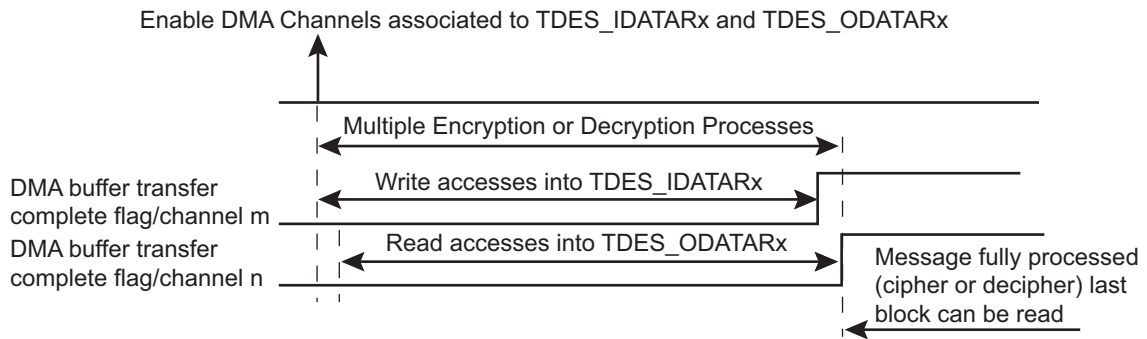 Enable DMA Channels associated to TDES_IDATARx and TDES_ODATARx
Multiple Encryption or Decryption Processes
DMA buffer transfer
complete flag/channel m
Write accesses into TDES_IDATARx
DMA buffer transfer
complete flag/channel n
Read accesses into TDES_ODATARx
Message fully processed
(cipher or decipher) last
block can be read